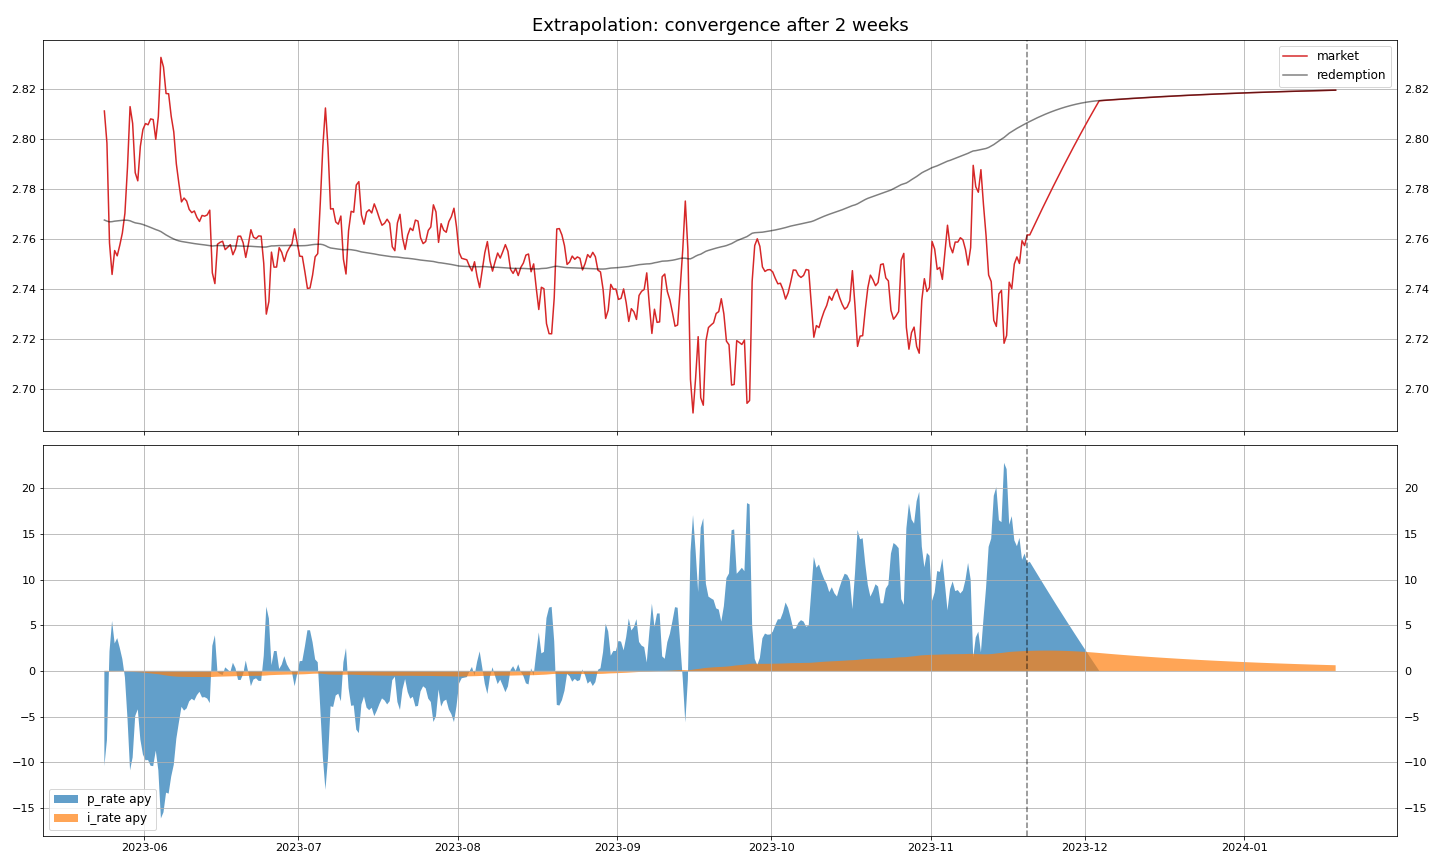 Extrapolation: convergence after 2 weeks
market
redemption
2.82 2.82
2.80 2.80
2.78 2.78
2.76 2.76
2.74 2.74
2.72 2.72
2.70 2.70
20 20
15 15
10 10
5 5
0 0
−5 −5
−10 −10
−15 −15
p_rate apy
i_rate apy
2023-06 2023-07 2023-08 2023-09 2023-10 2023-11 2023-12 2024-01